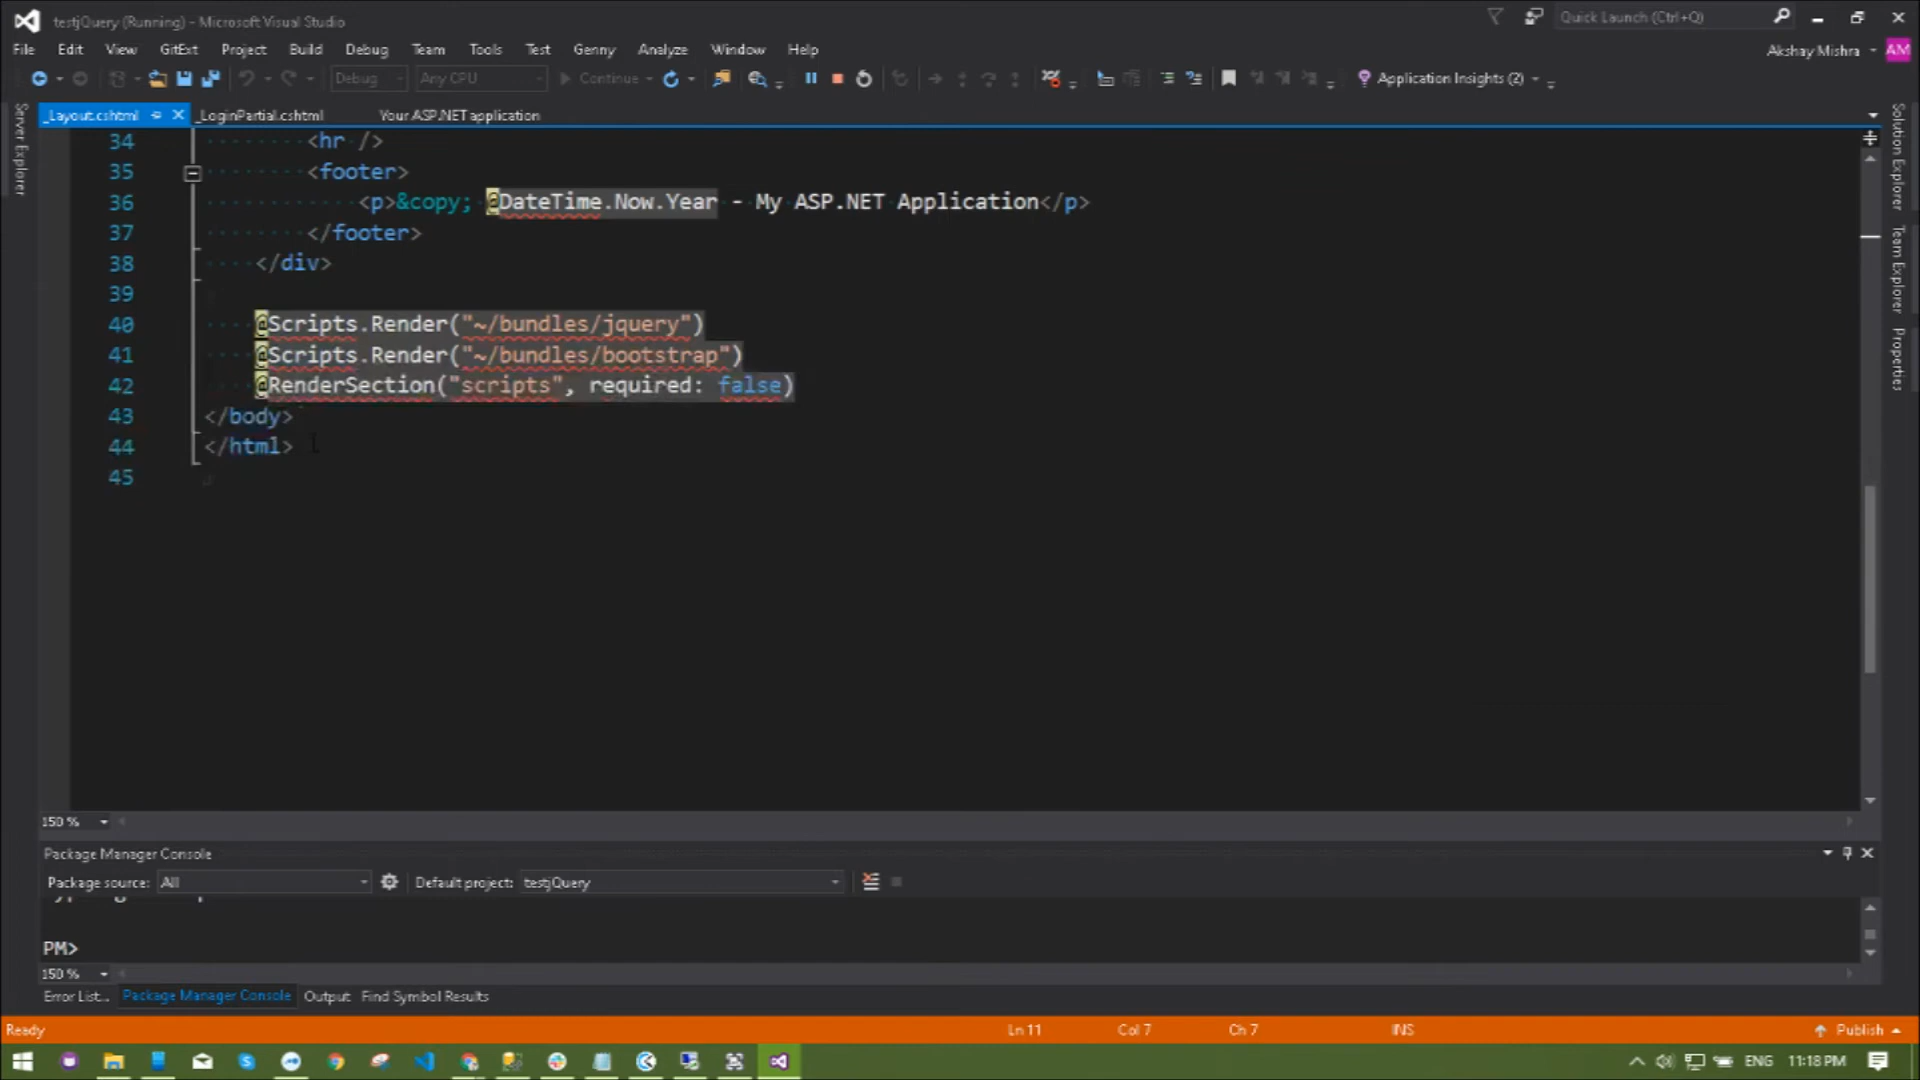 testjQuery (Running) - Microsoft Visual Studio
Quick Launch (Ctrl+Q)
File Edit View GitExt Project Build Debug Team Tools Test Genny Analyze Window Help
Akshay Mishra AM
Debug Any CPU Continue Application Insights (2)
_Layout.cshtml _LoginPartial.cshtml Your ASP.NET application
Server Explorer
Solution Explorer
Team Explorer
Properties
34 <hr />
35 <footer>
36 <p>&copy; @DateTime.Now.Year - My ASP.NET Application</p>
37 </footer>
38 </div>
39
40 @Scripts.Render("~/bundles/jquery")
41 @Scripts.Render("~/bundles/bootstrap")
42 @RenderSection("scripts", required: false)
43 </body>
44 </html>
45
150 %
Package Manager Console
Package source: All Default project: testjQuery
PM>
150 %
Error List... Package Manager Console Output Find Symbol Results
Ready Ln 11 Col 7 Ch 7 INS Publish
ENG 11:18 PM